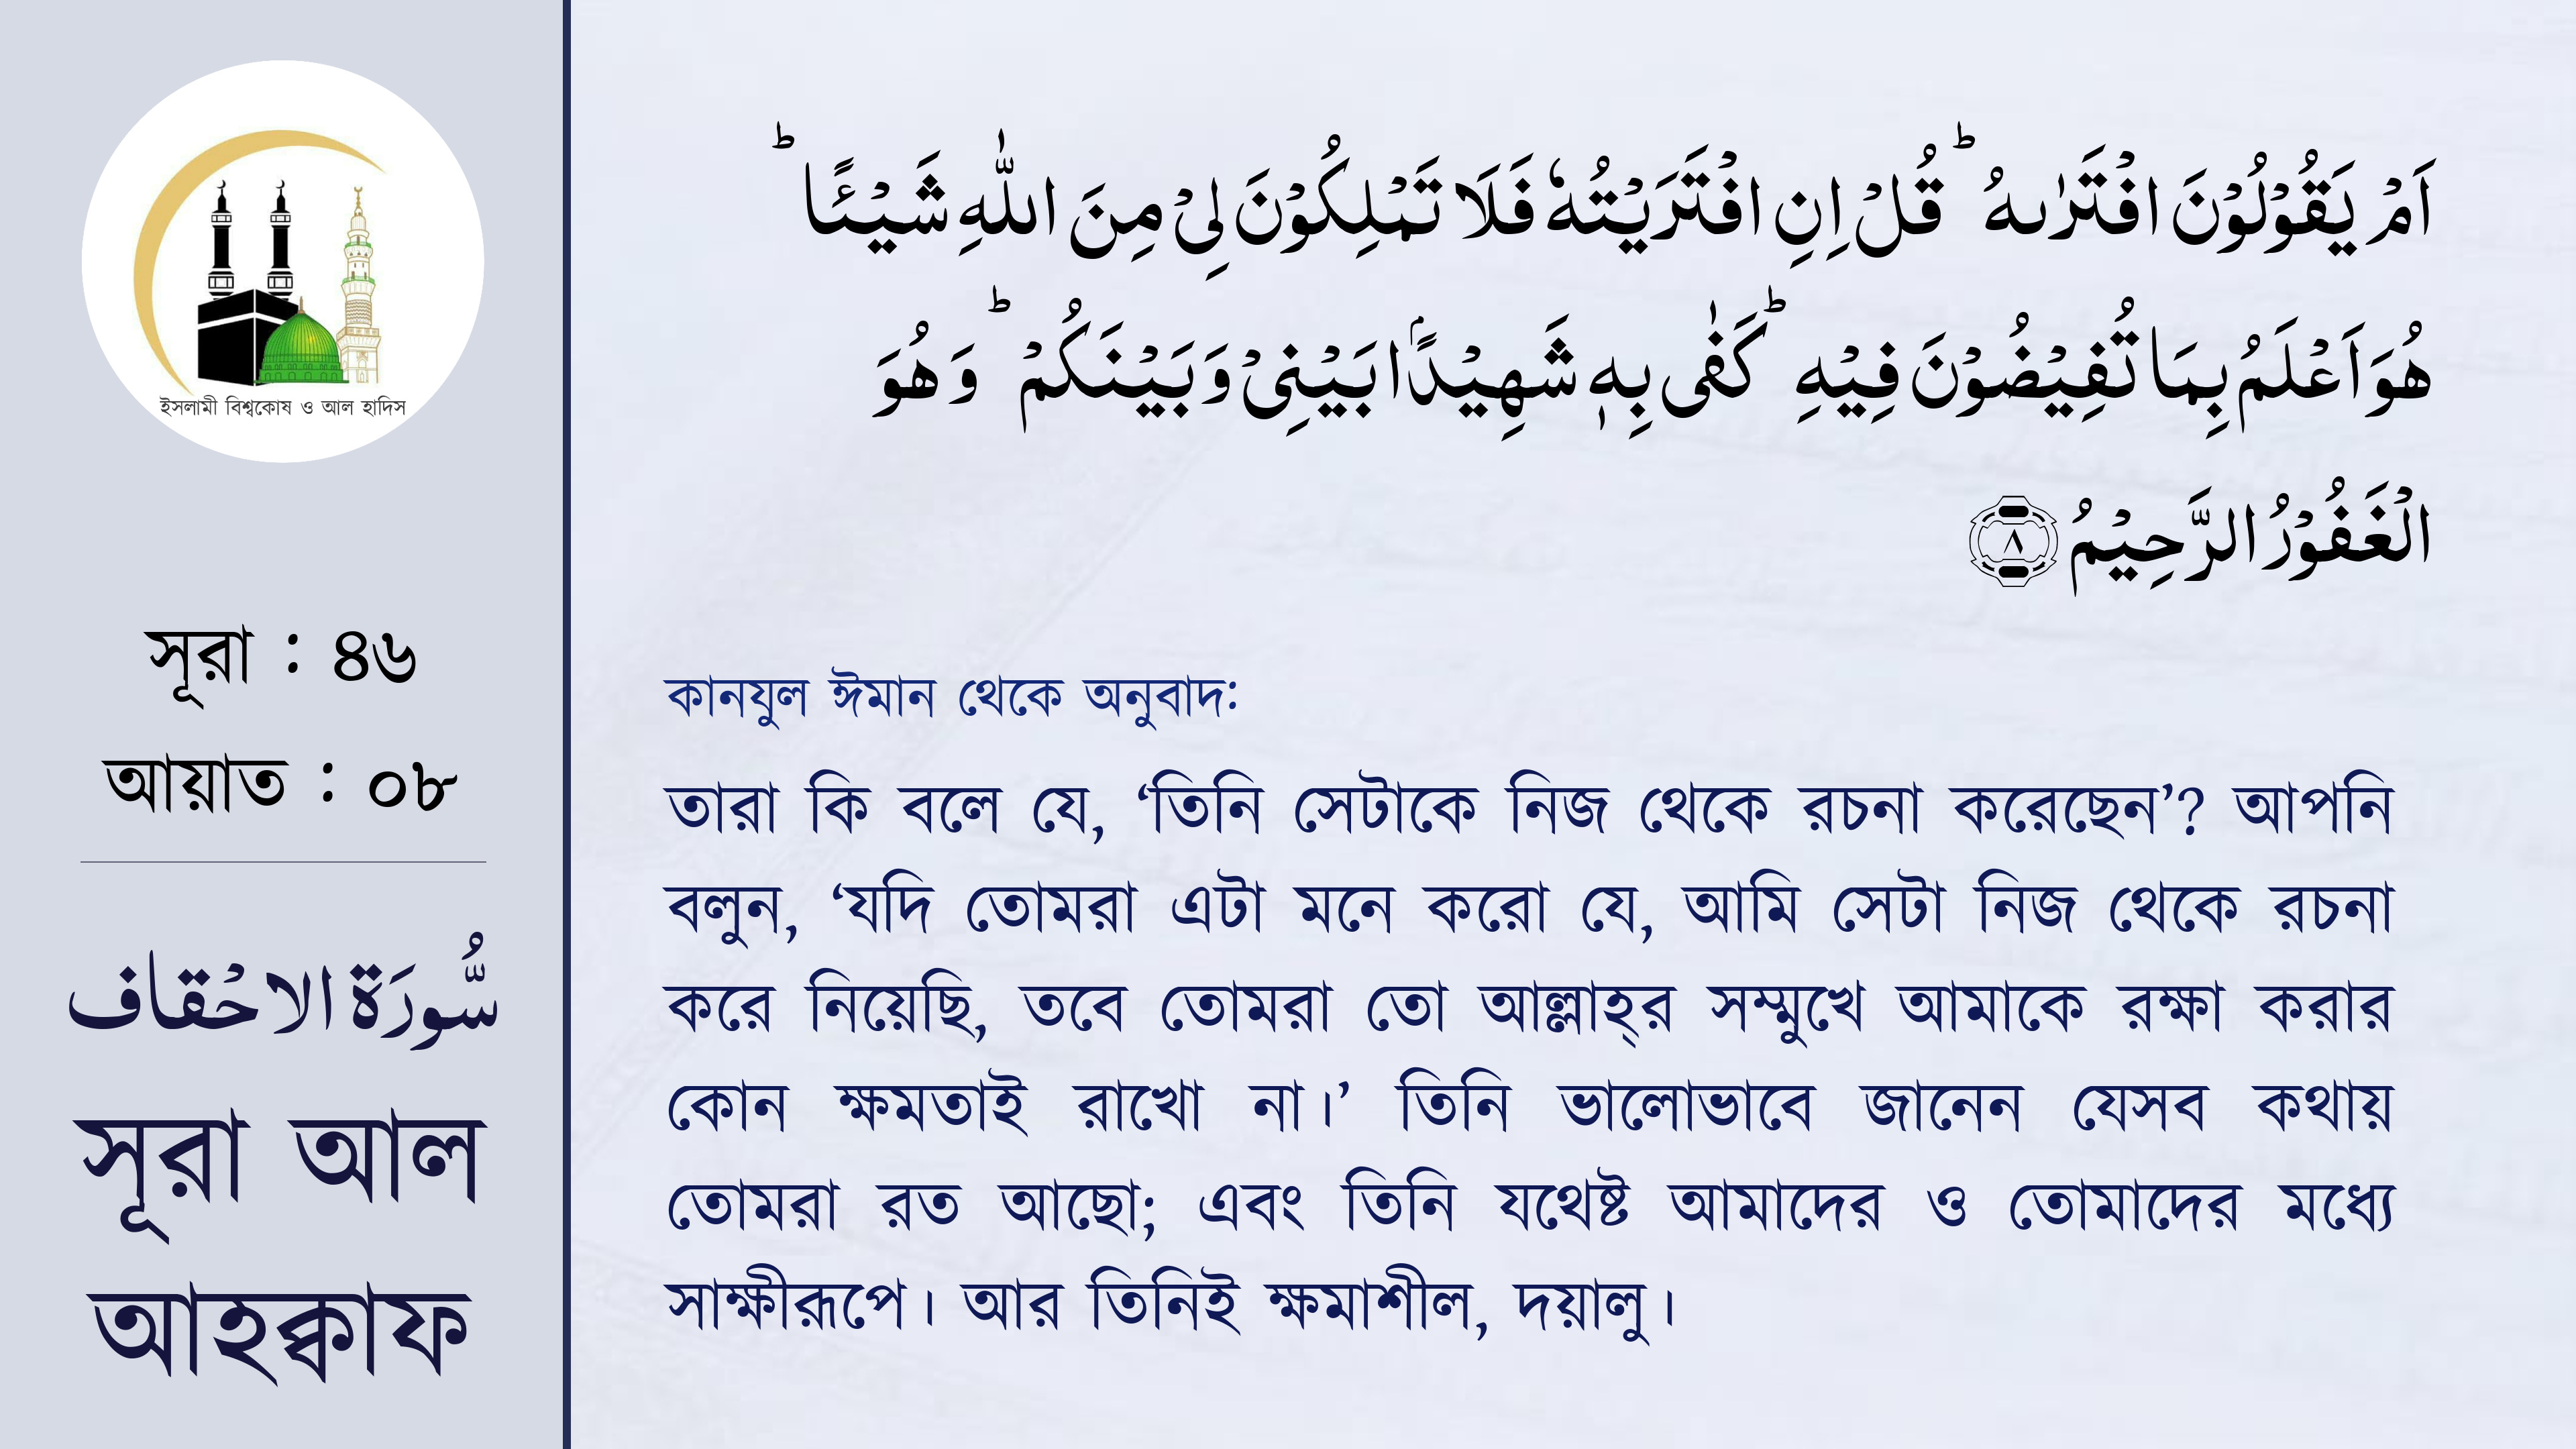 ইসলামী বিশ্বকোষ ও আল হাদিস
সূরা : ৪৬
আয়াত : ০৮
سُّورَة الاحْقاف
সূরা আল
আহক্বাফ
اَمْ يَقُوْلُوْنَ افْتَرٰىهُ ؕ قُلْ اِنِ افْتَرَيْتُهٗ فَلَا تَمْلِكُوْنَ لِىْ مِنَ اللّٰهِ شَيْـًٔا ؕ
هُوَ اَعْلَمُ بِمَا تُفِيْضُوْنَ فِيْهِ ؕ كَفٰى بِهٖ شَهِيْدًۢا بَيْنِىْ وَبَيْنَكُمْ ؕ وَهُوَ
الْغَفُوْرُ الرَّحِيْمُ ۸
কানযুল ঈমান থেকে অনুবাদ:
তারা কি বলে যে, ‘তিনি সেটাকে নিজ থেকে রচনা করেছেন’? আপনি
বলুন, ‘যদি তোমরা এটা মনে করো যে, আমি সেটা নিজ থেকে রচনা
করে নিয়েছি, তবে তোমরা তো আল্লাহ্‌র সম্মুখে আমাকে রক্ষা করার
কোন ক্ষমতাই রাখো না।’ তিনি ভালোভাবে জানেন যেসব কথায়
তোমরা রত আছো; এবং তিনি যথেষ্ট আমাদের ও তোমাদের মধ্যে
সাক্ষীরূপে। আর তিনিই ক্ষমাশীল, দয়ালু।